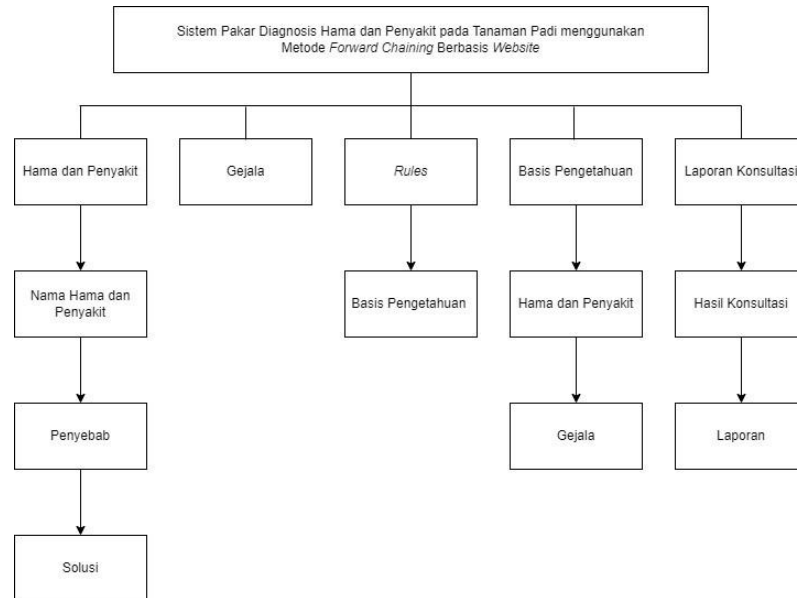 Sistem Pakar Diagnosis Hama dan Penyakit pada Tanaman Padi menggunakan
Metode Forward Chaining Berbasis Website
Hama dan Penyakit
Gejala
Rules
Basis Pengetahuan
Laporan Konsultasi
Nama Hama dan
Penyakit
Basis Pengetahuan
Hama dan Penyakit
Hasil Konsultasi
Penyebab
Gejala
Laporan
Solusi